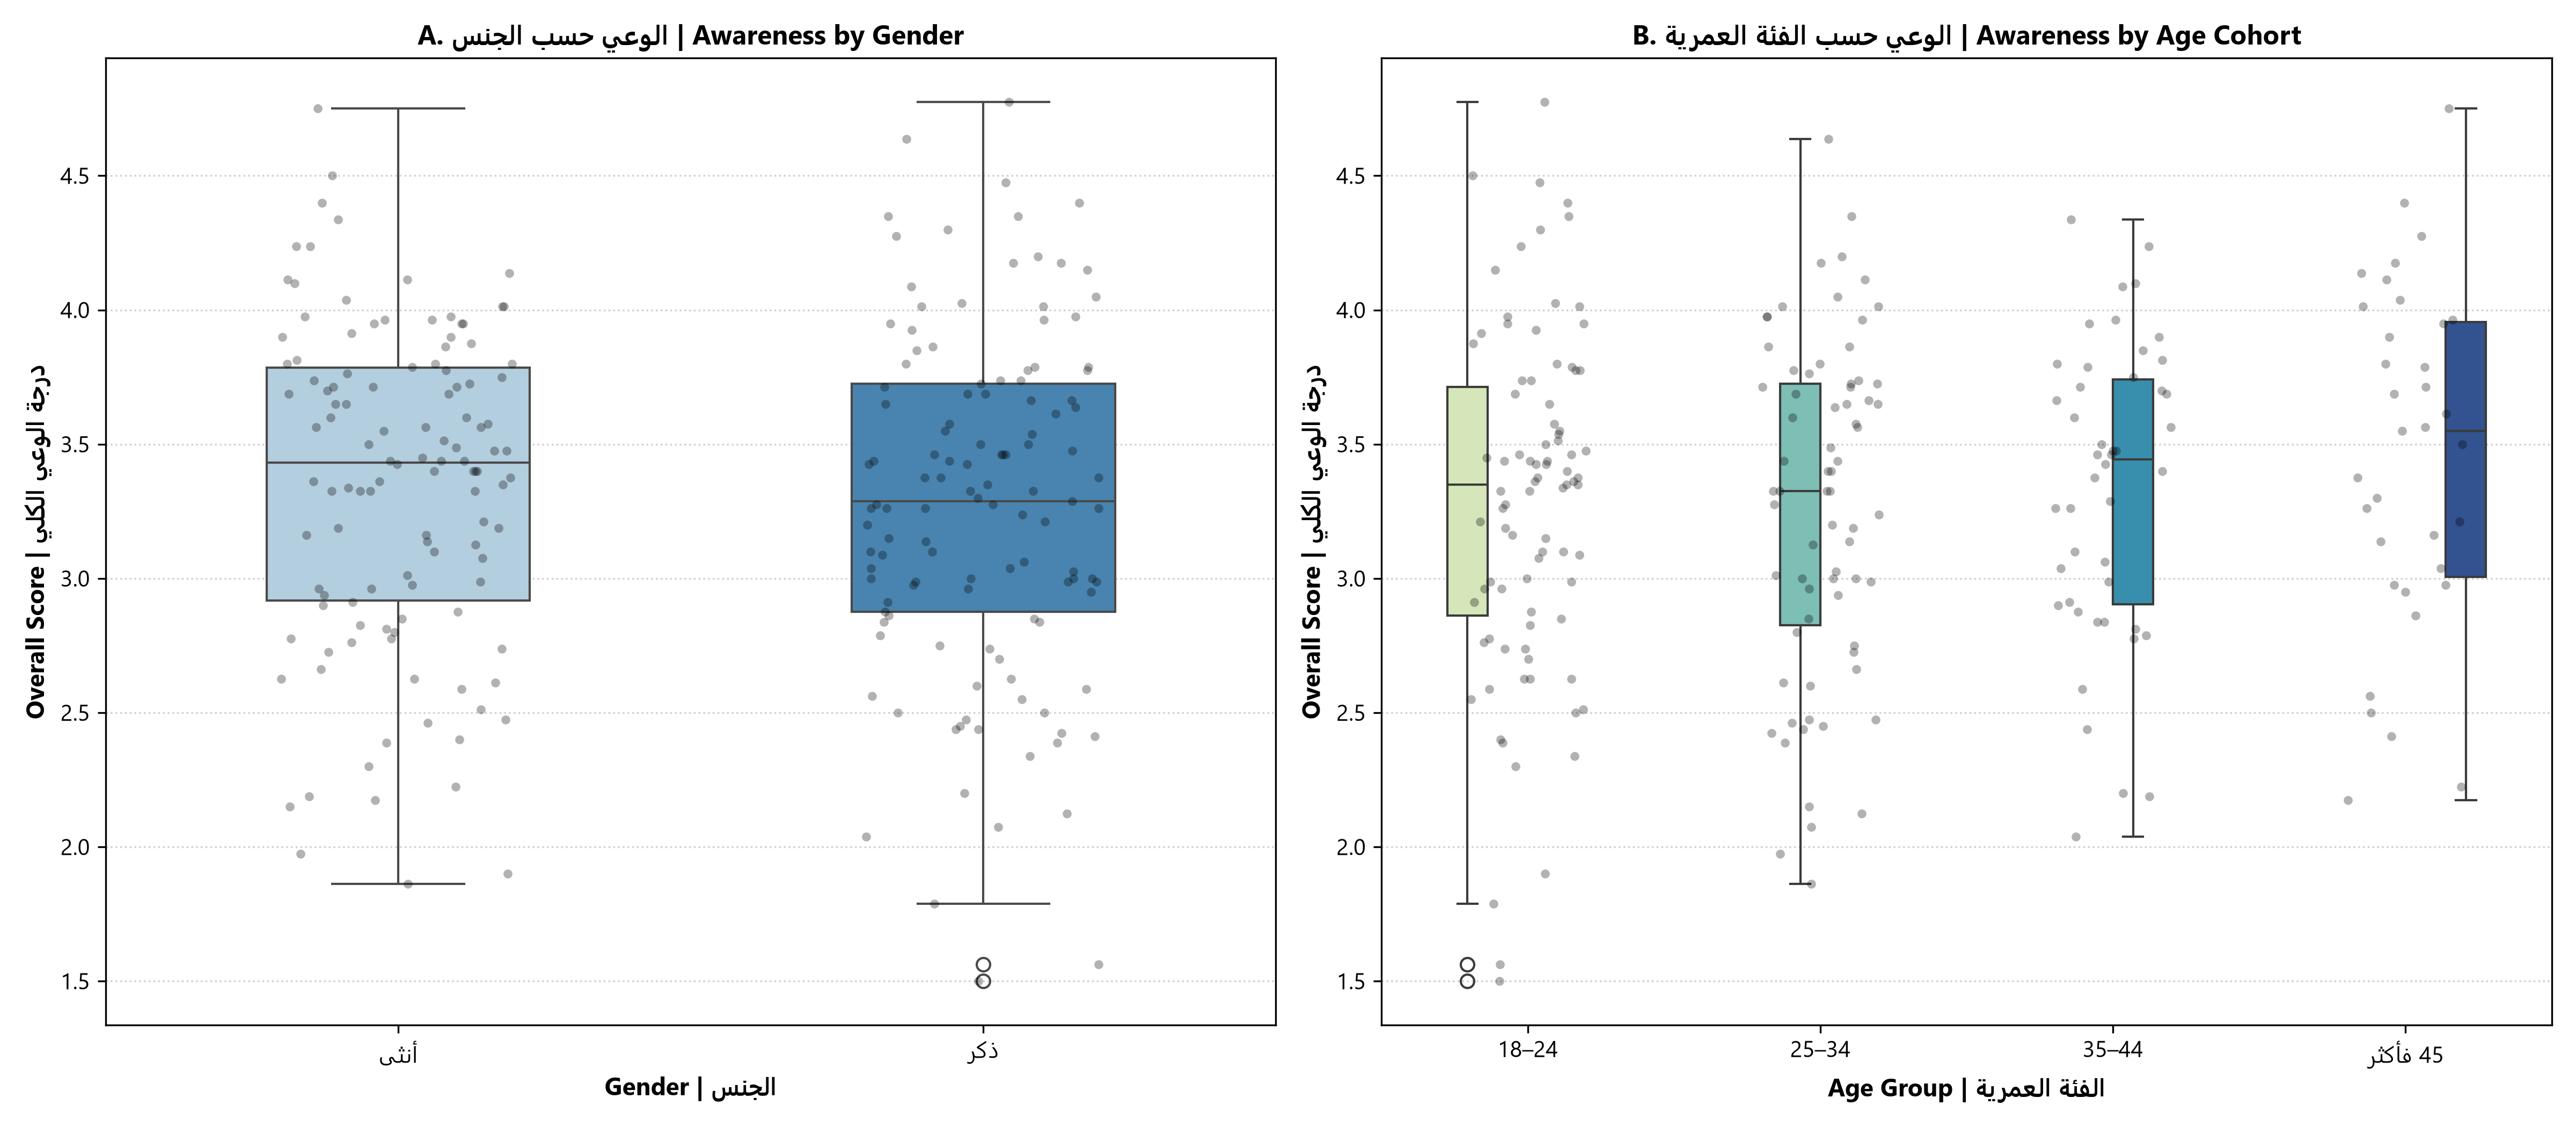 A. الوعي حسب الجنس | Awareness by Gender
درجة الوعي الكلي | Overall Score
4.5
4.0
3.5
3.0
2.5
2.0
1.5
أنثى
ذكر
Gender | الجنس
B. الوعي حسب الفئة العمرية | Awareness by Age Cohort
درجة الوعي الكلي | Overall Score
4.5
4.0
3.5
3.0
2.5
2.0
1.5
18–24
25–34
35–44
45 فأكثر
Age Group | الفئة العمرية